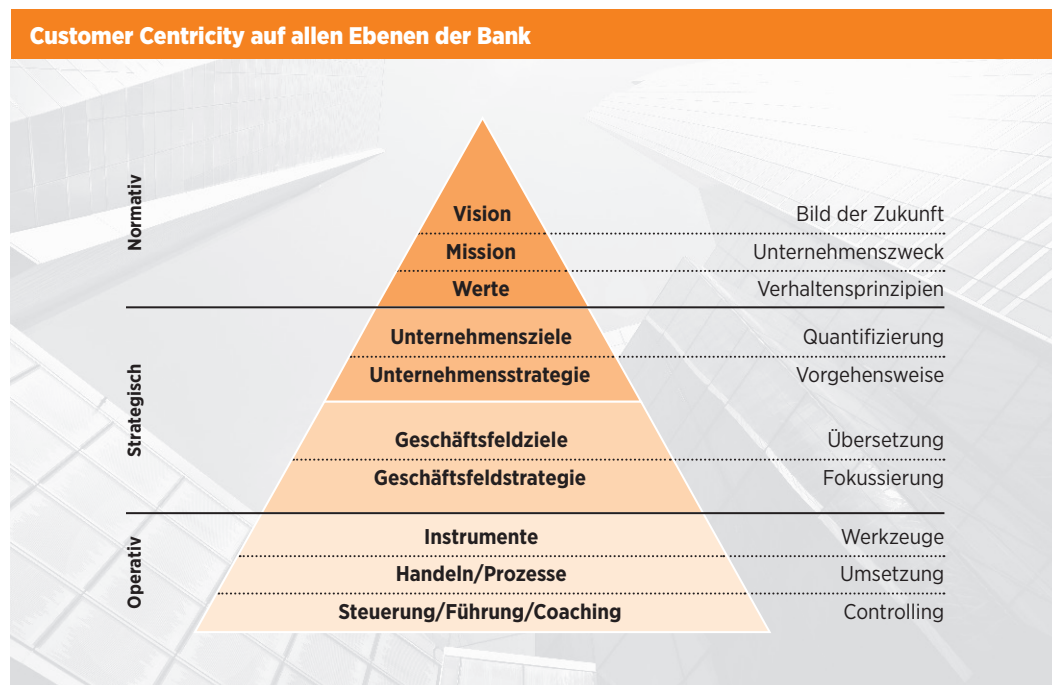 Customer Centricity auf allen Ebenen der Bank
Normativ
Vision Bild der Zukunft
Mission Unternehmenszweck
Werte Verhaltensprinzipien
Strategisch
Unternehmensziele Quantifizierung
Unternehmensstrategie Vorgehensweise
Geschäftsfeldziele Übersetzung
Geschäftsfeldstrategie Fokussierung
Operativ
Instrumente Werkzeuge
Handeln/Prozesse Umsetzung
Steuerung/Führung/Coaching Controlling